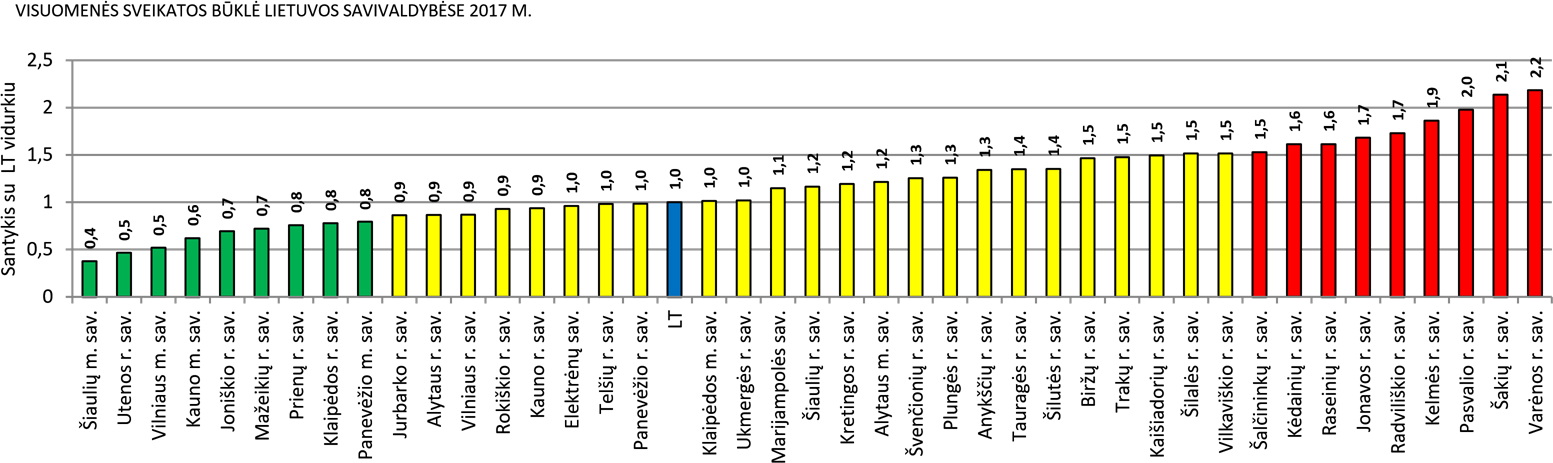 VISUOMENĖS SVEIKATOS BŪKLĖ LIETUVOS SAVIVALDYBĖSE 2017 M.
Santykis su LT vidurkiu
2,5
2
1,5
1
0,5
0
0,4
0,5
0,5
0,6
0,7
0,7
0,8
0,8
0,8
0,9
0,9
0,9
0,9
0,9
1,0
1,0
1,0
1,0
1,0
1,0
1,1
1,2
1,2
1,2
1,3
1,3
1,3
1,4
1,4
1,5
1,5
1,5
1,5
1,5
1,5
1,6
1,6
1,7
1,7
1,9
2,0
2,1
2,2
Šiaulių m. sav.
Utenos r. sav.
Vilniaus m. sav.
Kauno m. sav.
Joniškio r. sav.
Mažeikių r. sav.
Prienų r. sav.
Klaipėdos r. sav.
Panevėžio m. sav.
Jurbarko r. sav.
Alytaus r. sav.
Vilniaus r. sav.
Rokiškio r. sav.
Kauno r. sav.
Elektrėnų sav.
Telšių r. sav.
Panevėžio r. sav.
LT
Klaipėdos m. sav.
Ukmergės r. sav.
Marijampolės sav.
Šiaulių r. sav.
Kretingos r. sav.
Alytaus m. sav.
Švenčionių r. sav.
Plungės r. sav.
Anykščių r. sav.
Tauragės r. sav.
Šilutės r. sav.
Biržų r. sav.
Trakų r. sav.
Kaišiadorių r. sav.
Šilalės r. sav.
Vilkaviškio r. sav.
Šalčininkų r. sav.
Kėdainių r. sav.
Raseinių r. sav.
Jonavos r. sav.
Radviliškio r. sav.
Kelmės r. sav.
Pasvalio r. sav.
Šakių r. sav.
Varėnos r. sav.